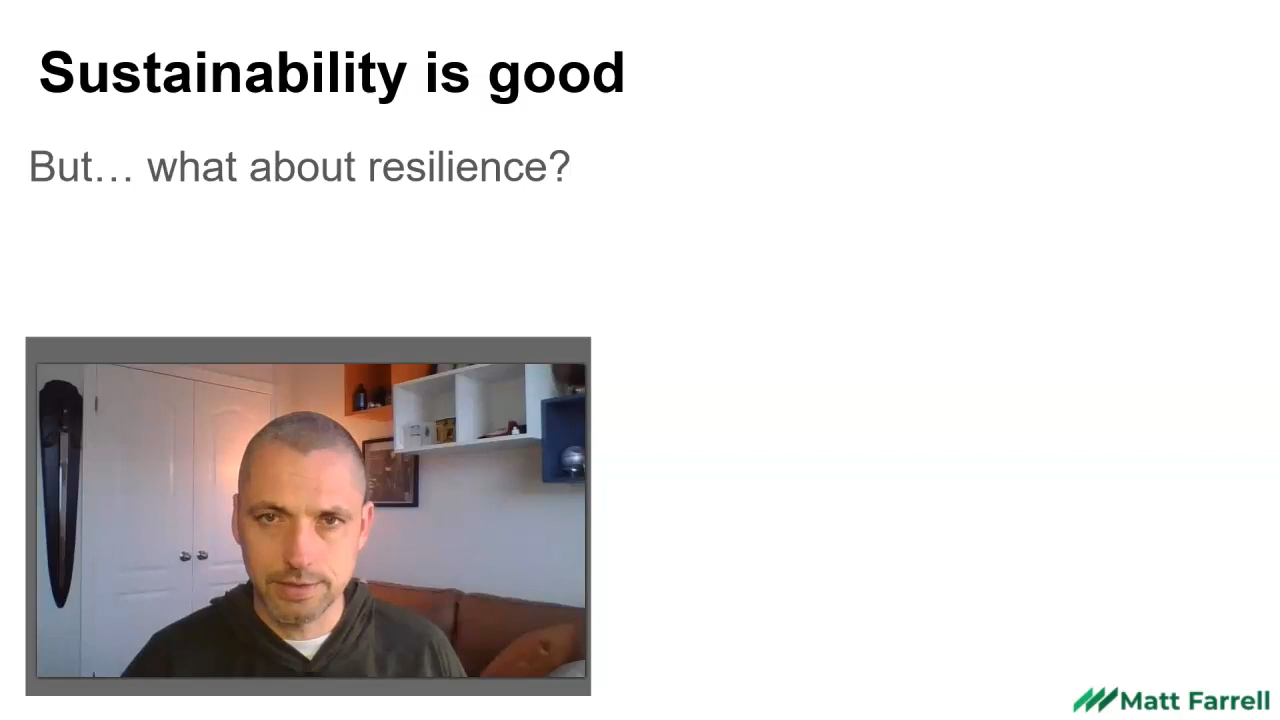 Sustainability is good
But… what about resilience?
Matt Farrell